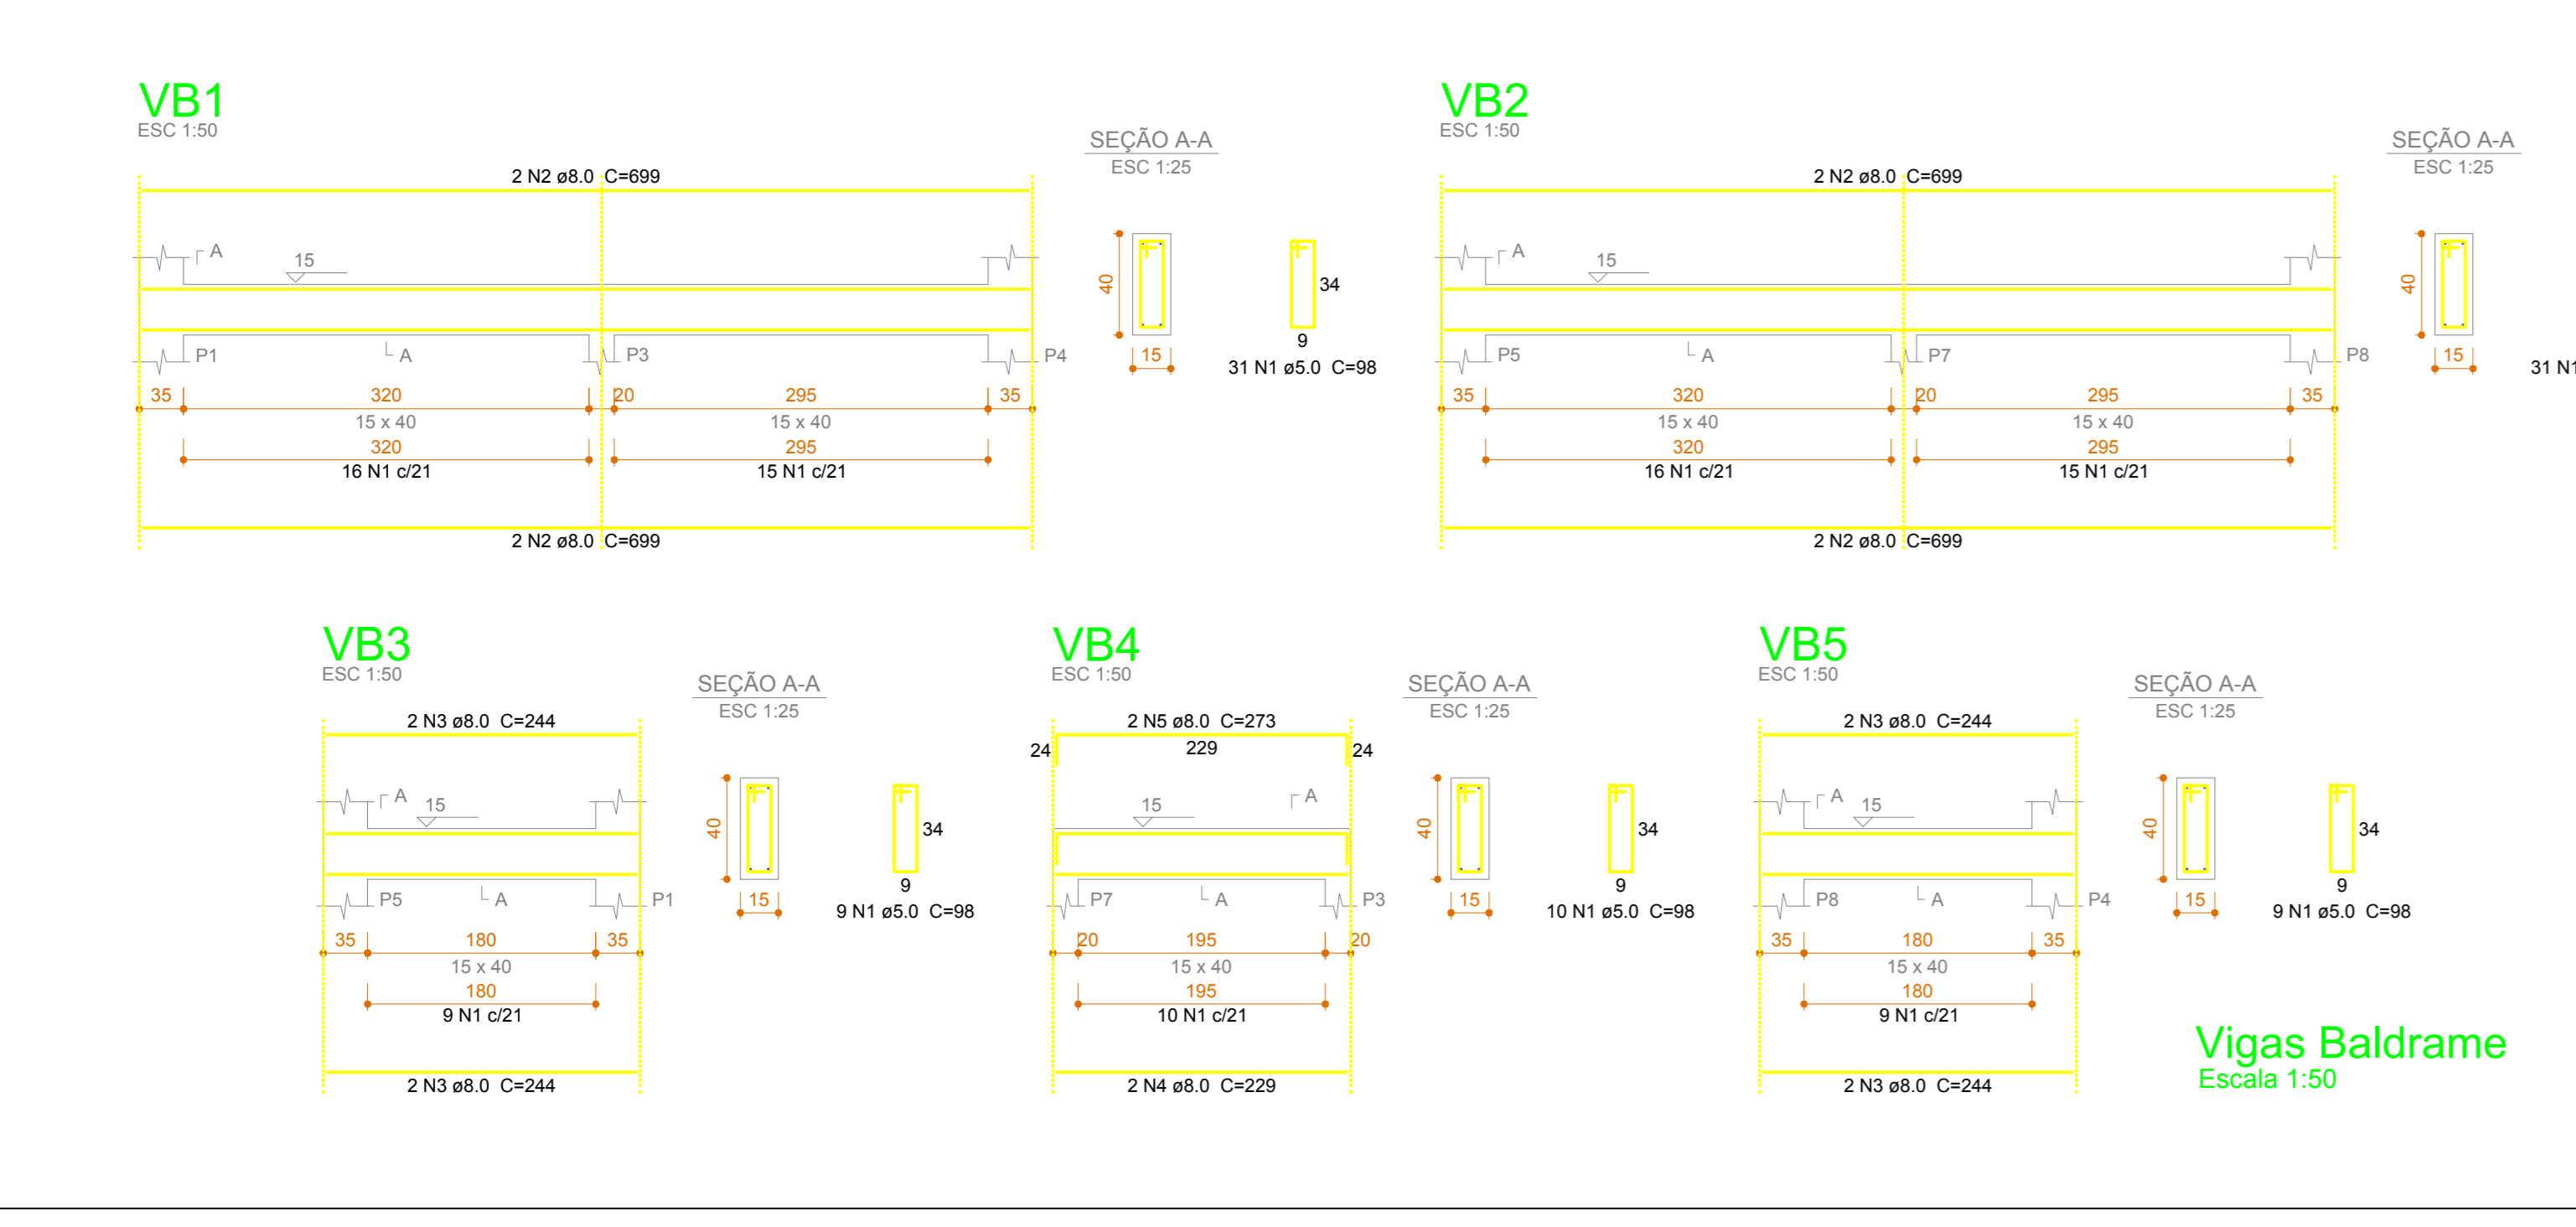 VB1
ESC 1:50
2 N2 ø8.0 C=699
A
15
P1
A
P3
P4
35 320 20 295 35
15 x 40 15 x 40
320 295
16 N1 c/21 15 N1 c/21
2 N2 ø8.0 C=699
SEÇÃO A-A
ESC 1:25
40
15
34
9
31 N1 ø5.0 C=98
VB2
ESC 1:50
2 N2 ø8.0 C=699
A
15
P5
A
P7
P8
35 320 20 295 35
15 x 40 15 x 40
320 295
16 N1 c/21 15 N1 c/21
2 N2 ø8.0 C=699
SEÇÃO A-A
ESC 1:25
40
15
31 N1
VB3
ESC 1:50
2 N3 ø8.0 C=244
A
15
P5
A
P1
35 180 35
15 x 40
180
9 N1 c/21
2 N3 ø8.0 C=244
SEÇÃO A-A
ESC 1:25
40
15
34
9
9 N1 ø5.0 C=98
VB4
ESC 1:50
2 N5 ø8.0 C=273
24 229 24
15
A
P7
A
P3
20 195 20
15 x 40
195
10 N1 c/21
2 N4 ø8.0 C=229
SEÇÃO A-A
ESC 1:25
40
15
34
9
10 N1 ø5.0 C=98
VB5
ESC 1:50
2 N3 ø8.0 C=244
A
15
P8
A
P4
35 180 35
15 x 40
180
9 N1 c/21
2 N3 ø8.0 C=244
SEÇÃO A-A
ESC 1:25
40
15
34
9
9 N1 ø5.0 C=98
Vigas Baldrame
Escala 1:50